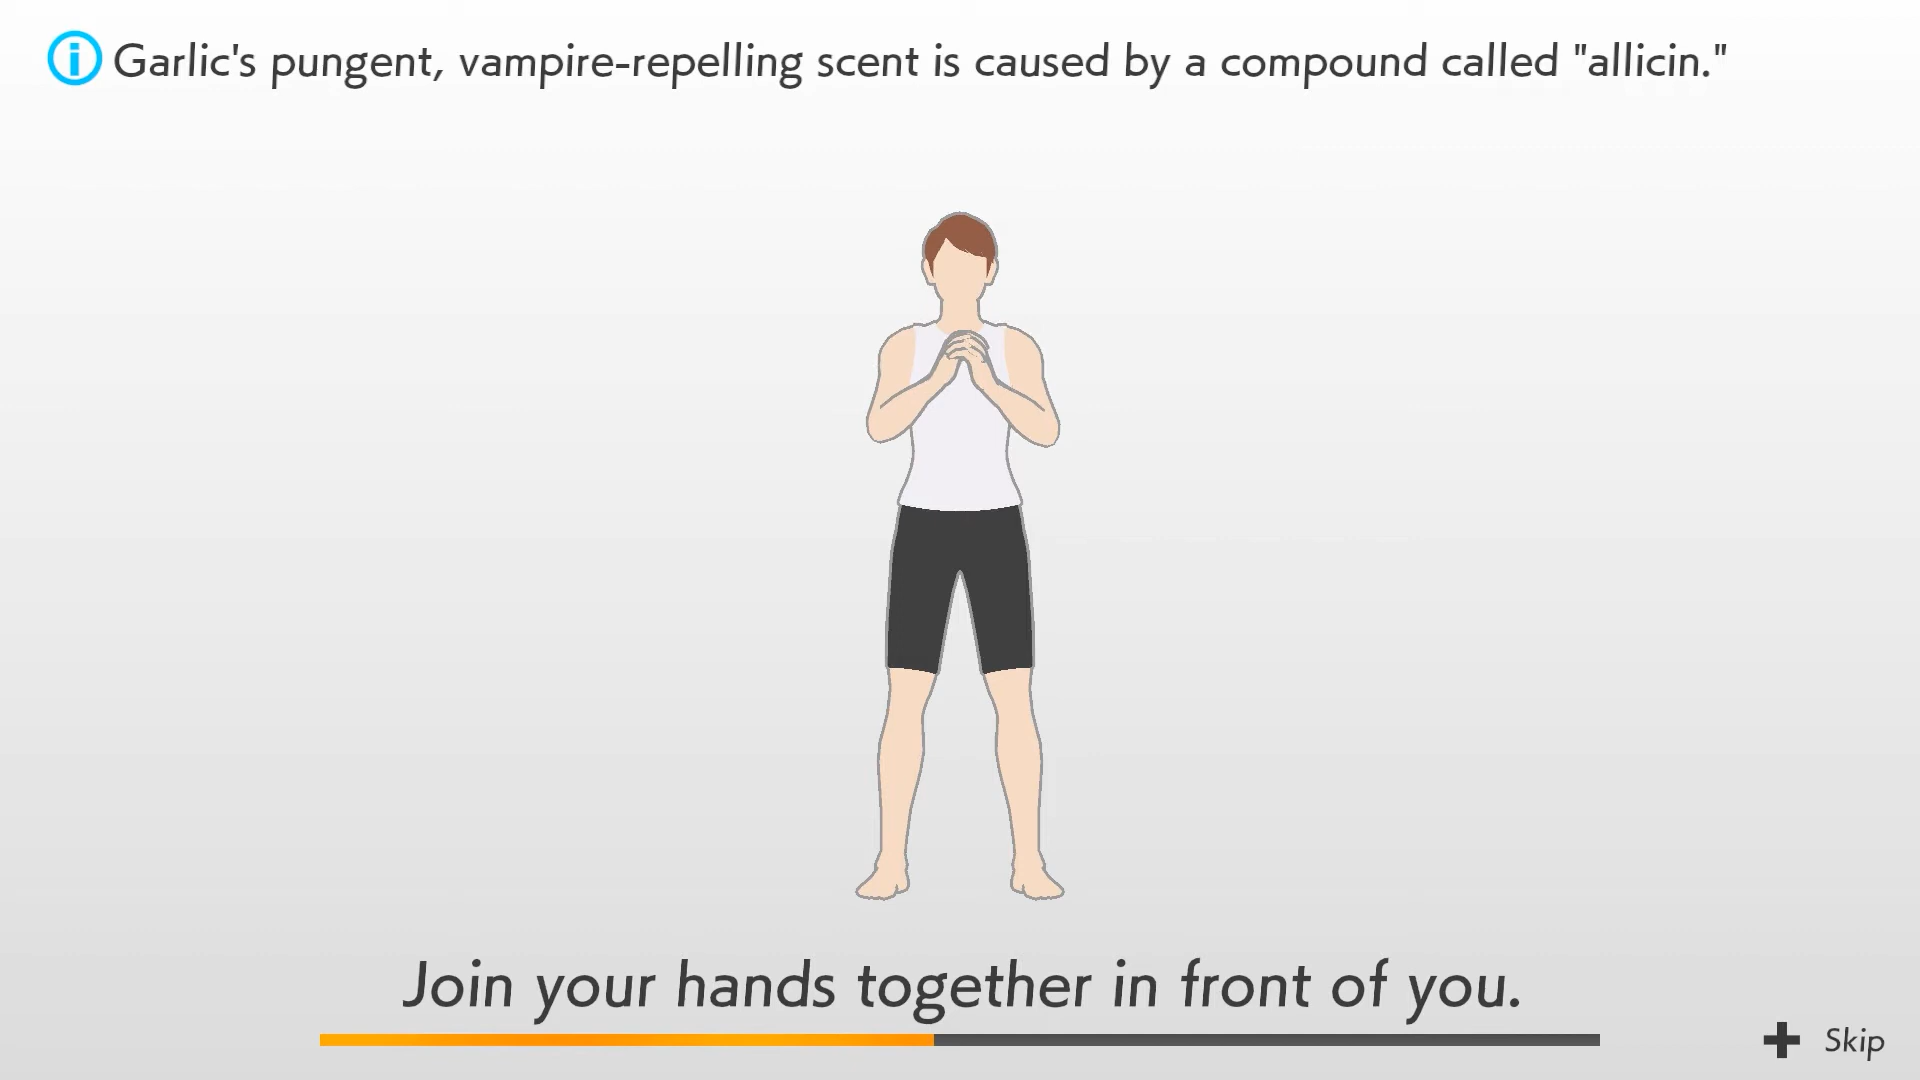 Garlic's pungent, vampire-repelling scent is caused by a compound called "allicin."
Join your hands together in front of you.
Skip